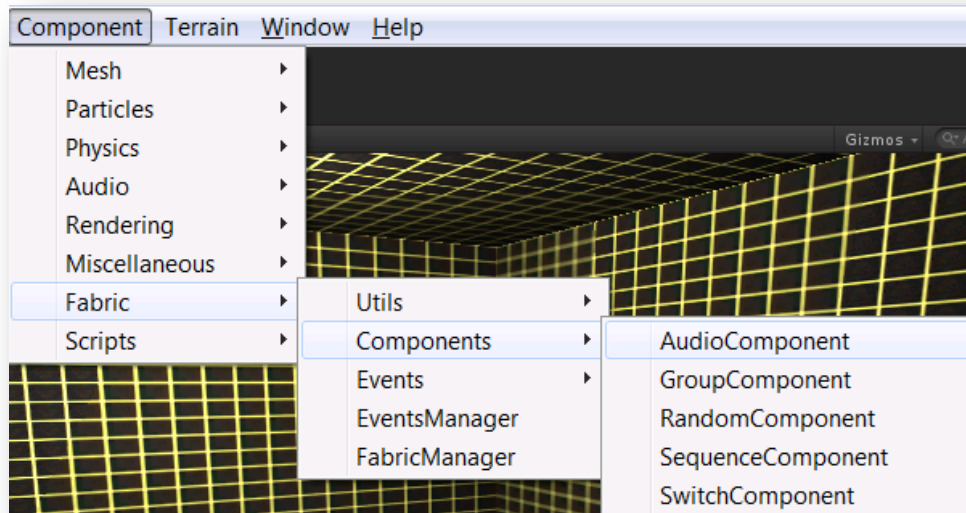 Component Terrain Window Help
Mesh
Particles
Physics
Audio
Rendering
Miscellaneous
Fabric
Scripts
Gizmos
Utils
Components
Events
EventsManager
FabricManager
AudioComponent
GroupComponent
RandomComponent
SequenceComponent
SwitchComponent